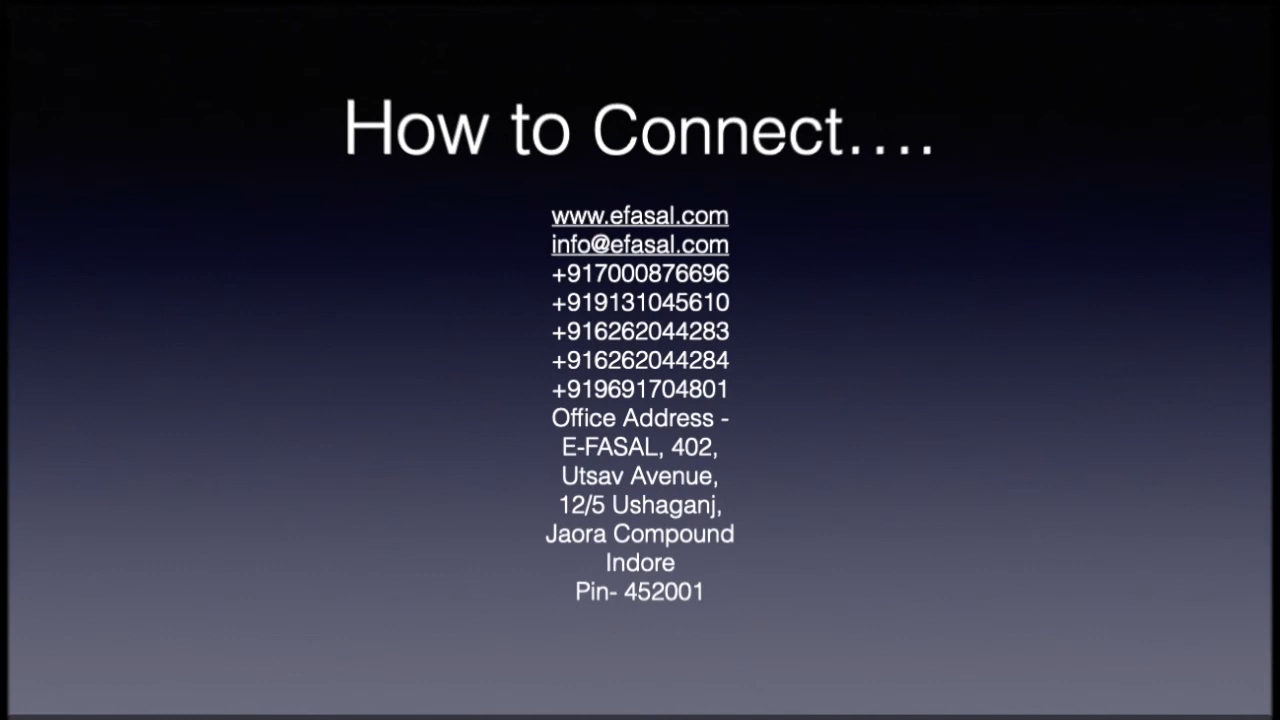 How to Connect....
www.efasal.com
info@efasal.com
+917000876696
+919131045610
+916262044283
+916262044284
+919691704801
Office Address -
E-FASAL, 402,
Utsav Avenue,
12/5 Ushaganj,
Jaora Compound
Indore
Pin- 452001